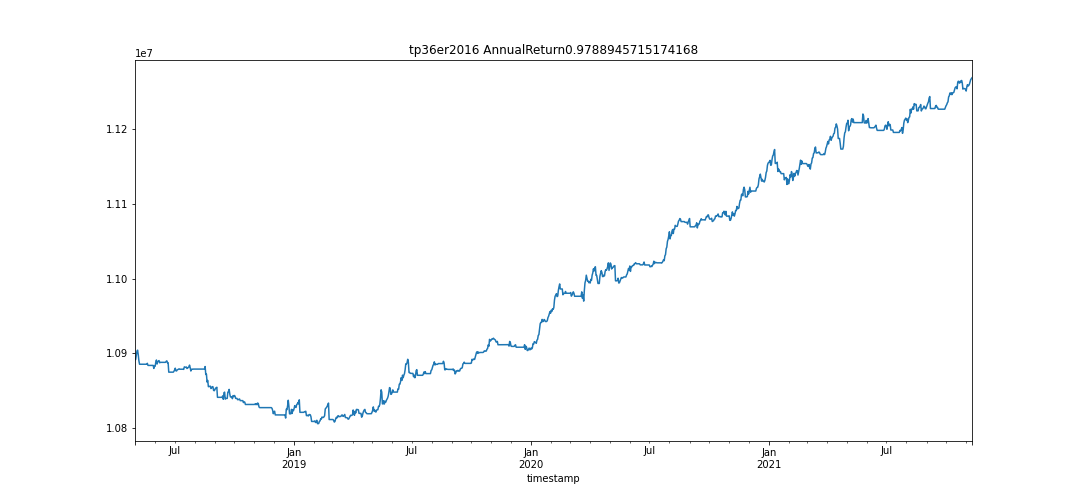 tp36er2016 AnnualReturn0.9788945715174168
1e7
1.12
1.11
1.10
1.09
1.08
Jul Jan Jul Jan Jul Jan Jul
2019 2020 2021
timestamp